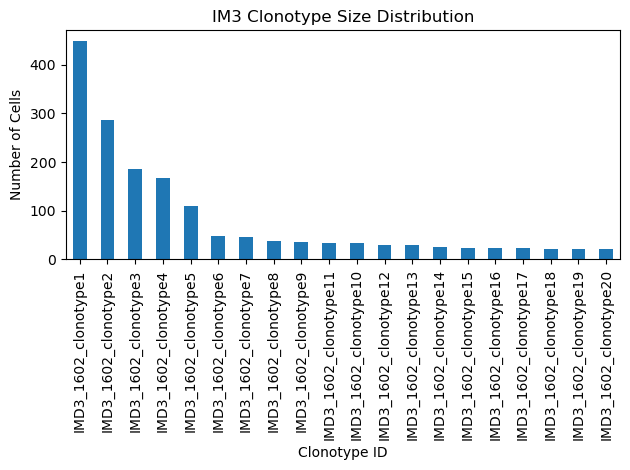 IM3 Clonotype Size Distribution
Number of Cells
400
300
200
100
0
IMD3_1602_clonotype1
IMD3_1602_clonotype2
IMD3_1602_clonotype3
IMD3_1602_clonotype4
IMD3_1602_clonotype5
IMD3_1602_clonotype6
IMD3_1602_clonotype7
IMD3_1602_clonotype8
IMD3_1602_clonotype9
IMD3_1602_clonotype11
IMD3_1602_clonotype10
IMD3_1602_clonotype12
IMD3_1602_clonotype13
IMD3_1602_clonotype14
IMD3_1602_clonotype15
IMD3_1602_clonotype16
IMD3_1602_clonotype17
IMD3_1602_clonotype18
IMD3_1602_clonotype19
IMD3_1602_clonotype20
Clonotype ID